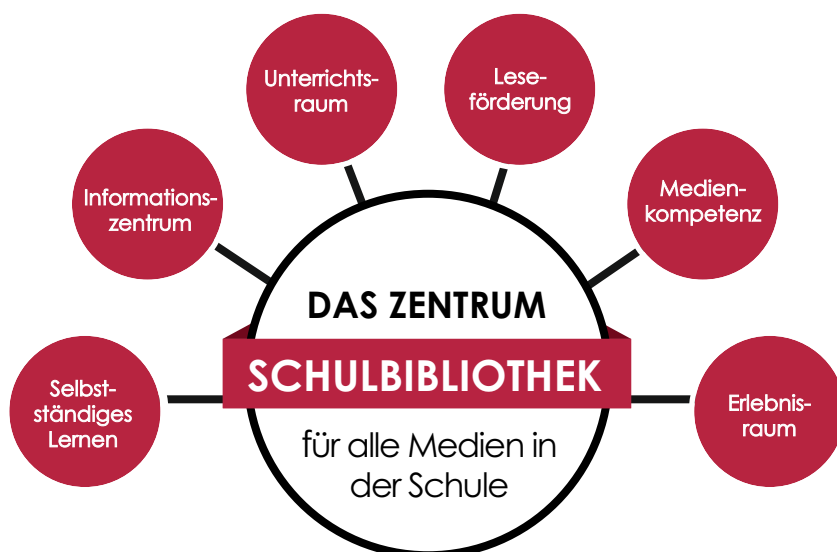 Unterrichts-
raum
Lese-
förderung
Informations-
zentrum
Medien-
kompetenz
DAS ZENTRUM
SCHULBIBLIOTHEK
für alle Medien in
der Schule
Selbst-
ständiges
Lernen
Erlebnis-
raum